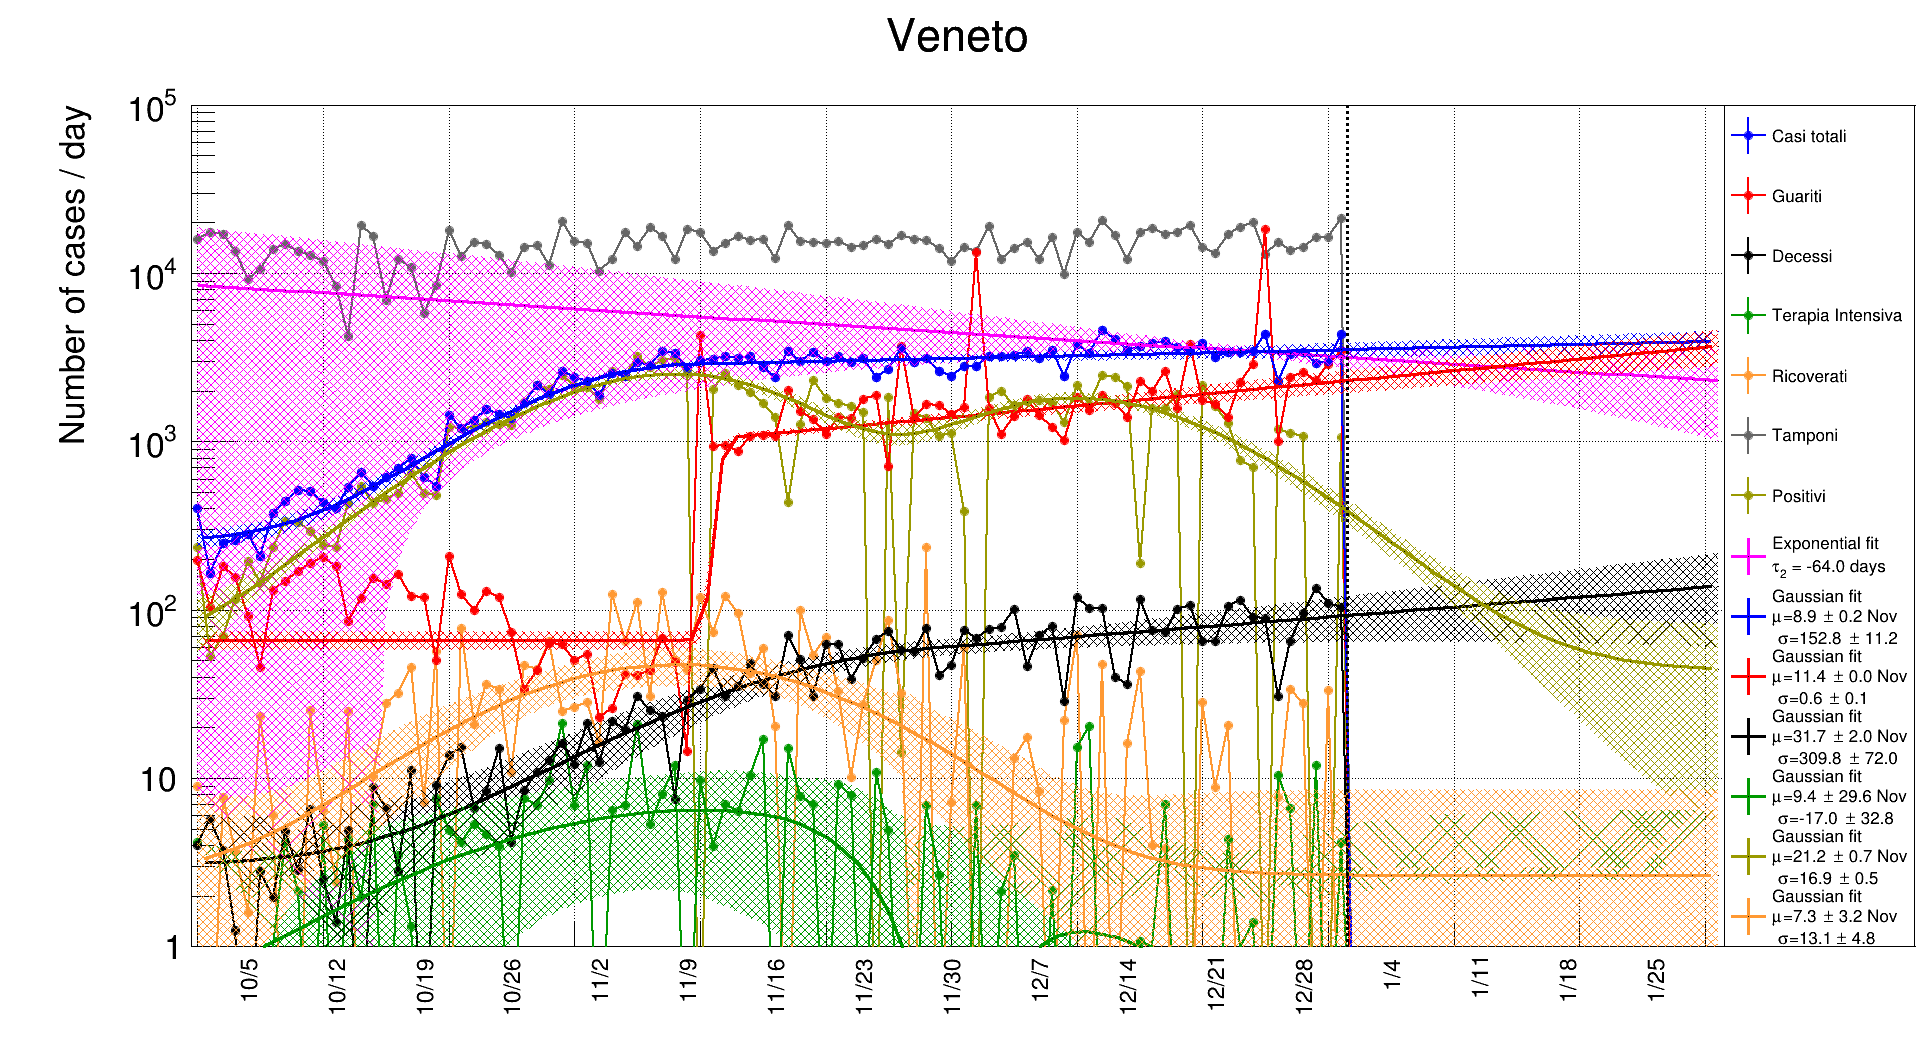 Veneto
Number of cases / day
10^5
10^4
10^3
10^2
10
1
10/5
10/12
10/19
10/26
11/2
11/9
11/16
11/23
11/30
12/7
12/14
12/21
12/28
1/4
1/11
1/18
1/25
Casi totali
Guariti
Decessi
Terapia Intensiva
Ricoverati
Tamponi
Positivi
Exponential fit
τ₂ = -64.0 days
Gaussian fit
μ=8.9 ± 0.2 Nov
σ=152.8 ± 11.2
Gaussian fit
μ=11.4 ± 0.0 Nov
σ=0.6 ± 0.1
Gaussian fit
μ=31.7 ± 2.0 Nov
σ=309.8 ± 72.0
Gaussian fit
μ=9.4 ± 29.6 Nov
σ=-17.0 ± 32.8
Gaussian fit
μ=21.2 ± 0.7 Nov
σ=16.9 ± 0.5
Gaussian fit
μ=7.3 ± 3.2 Nov
σ=13.1 ± 4.8